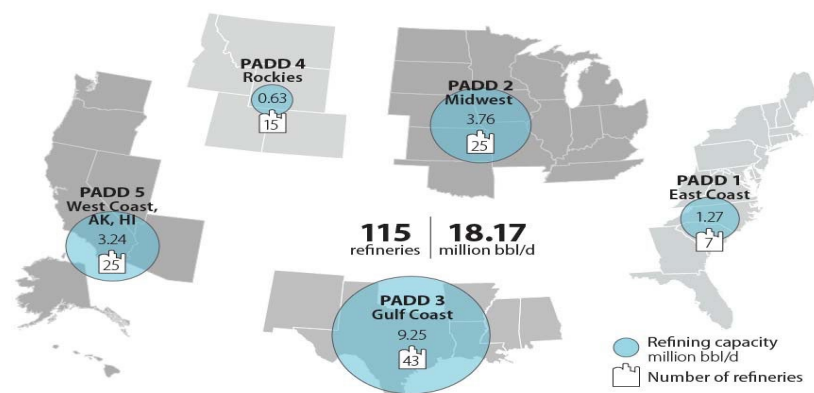 PADD 4
Rockies
0.63
15
PADD 2
Midwest
3.76
25
PADD 1
East Coast
1.27
7
PADD 5
West Coast,
AK, HI
3.24
25
115
refineries
18.17
million bbl/d
PADD 3
Gulf Coast
9.25
43
Refining capacity
million bbl/d
Number of refineries